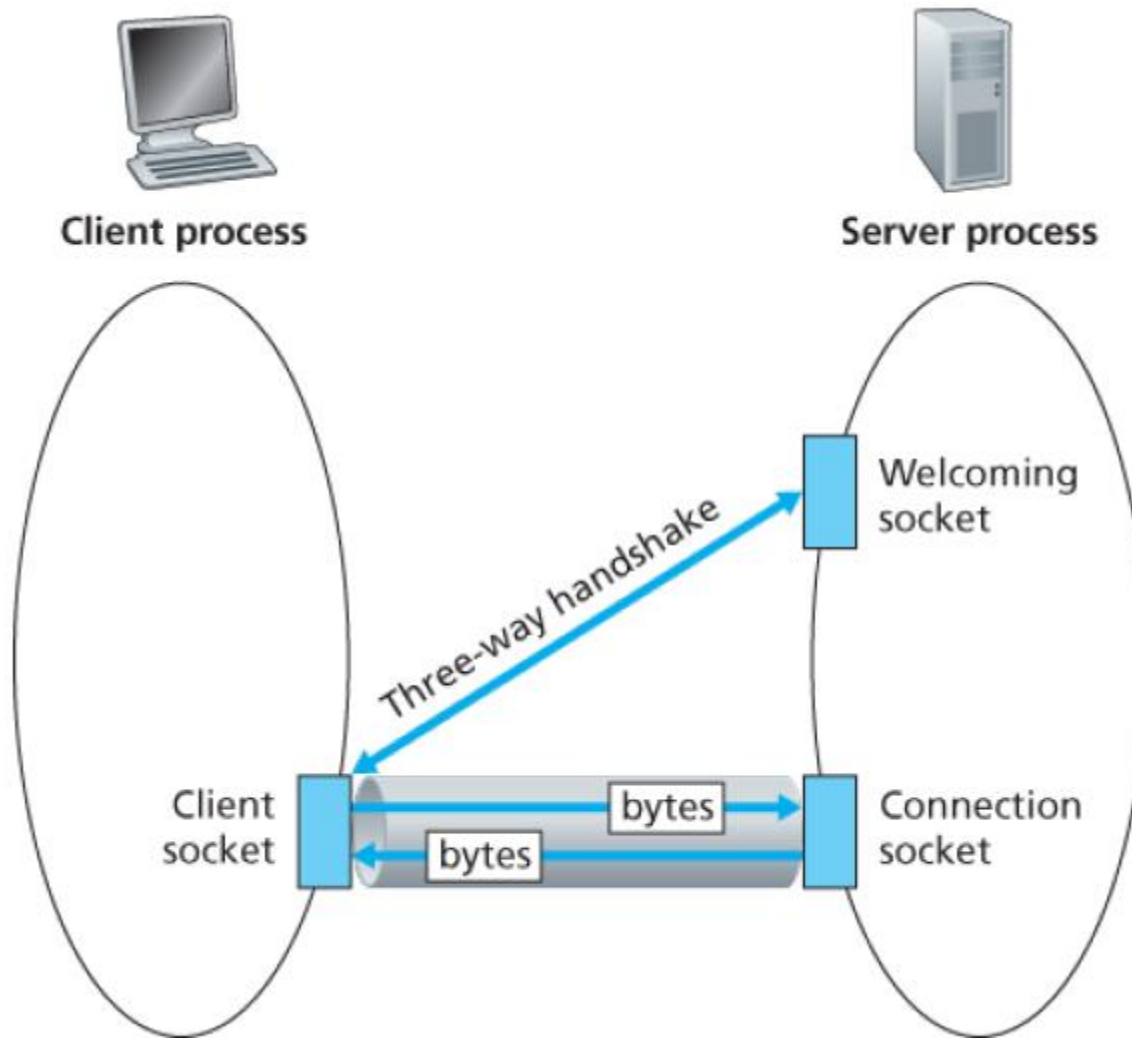 Client process
Server process
Welcoming
socket
Three-way handshake
Client
socket
bytes
bytes
Connection
socket